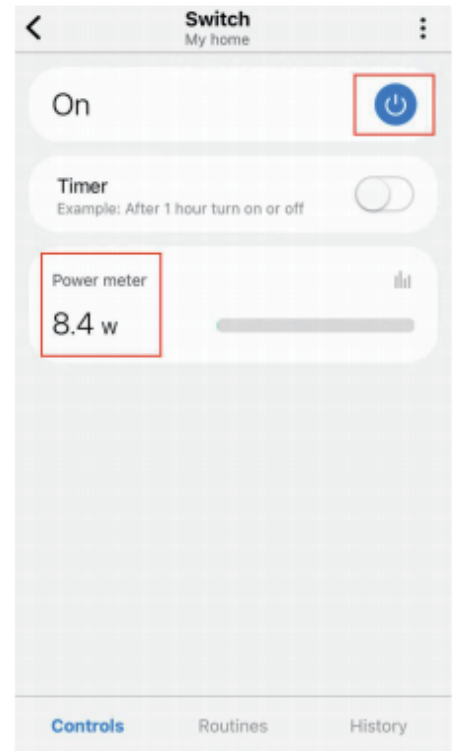 Switch
My home
On
Timer
Example: After 1 hour turn on or off
Power meter
8.4 w
Controls
Routines
History